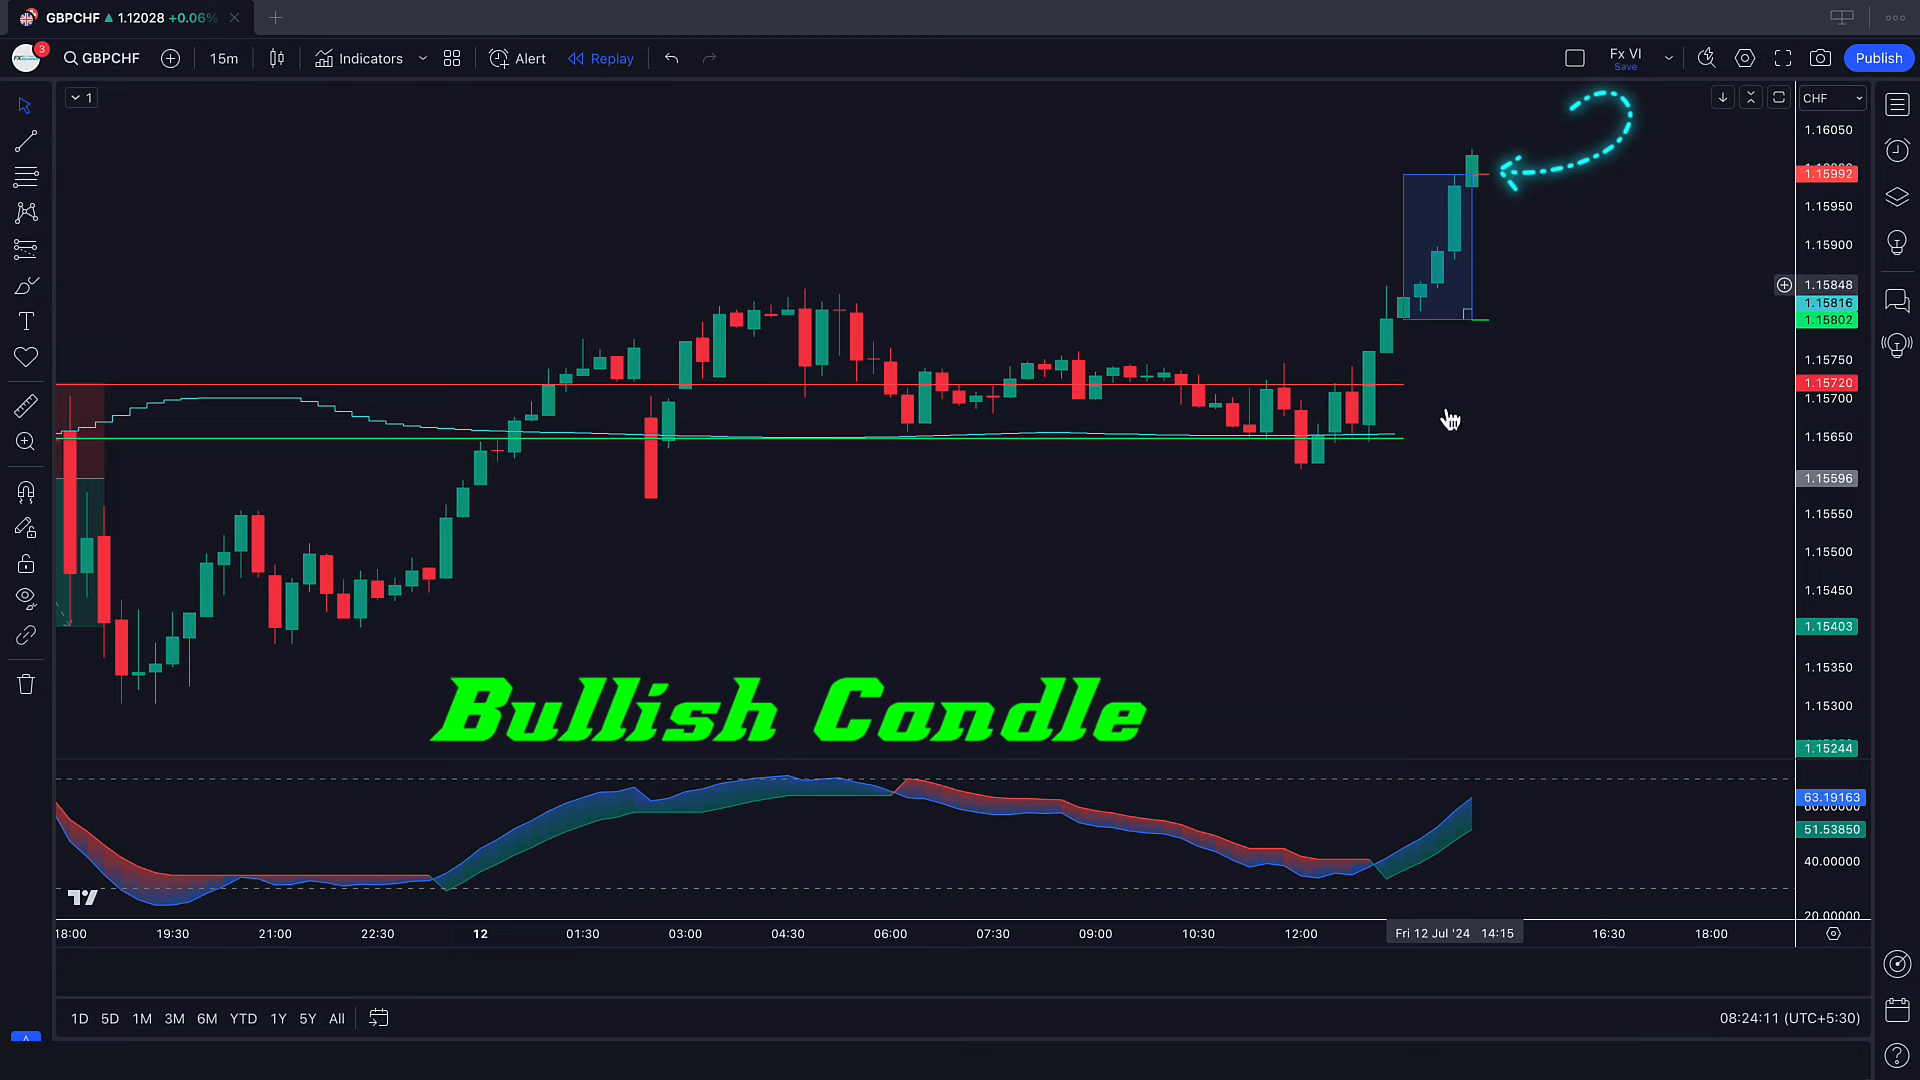 GBPCHF ▲ 1.12028 +0.06%
3
GBPCHF
15m
Indicators
Alert
Replay
Fx VI
Save
Publish
1
CHF
1.16050
1.15992
1.15950
1.15900
1.15848
1.15816
1.15802
1.15750
1.15720
1.15700
1.15650
1.15596
1.15550
1.15500
1.15450
1.15403
1.15350
1.15300
1.15244
Bullish Candle
63.19163
60.00000
51.53850
40.00000
20.00000
18:00 19:30 21:00 22:30 12 01:30 03:00 04:30 06:00 07:30 09:00 10:30 12:00 Fri 12 Jul '24 14:15 16:30 18:00
1D 5D 1M 3M 6M YTD 1Y 5Y All
08:24:11 (UTC+5:30)